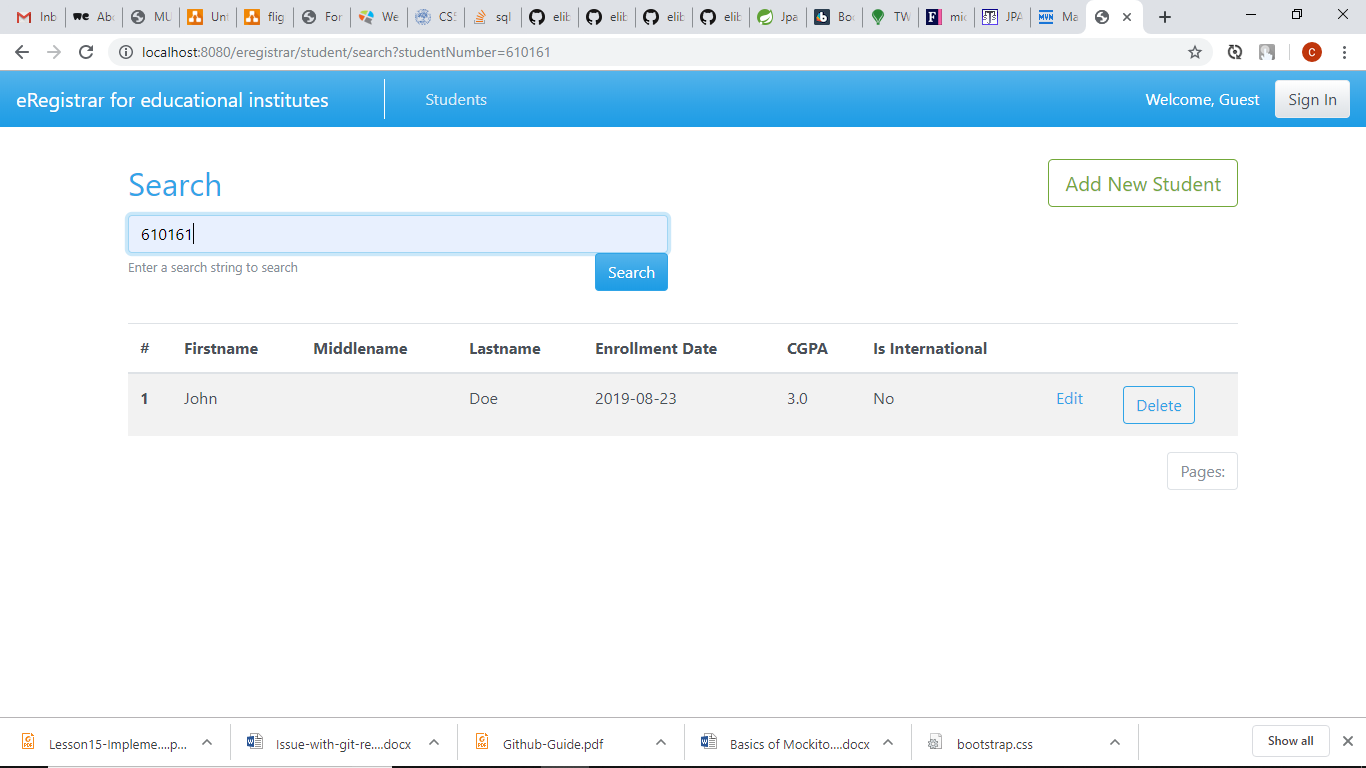 Inb
we Abo
MU
Unt
flig
For
We
CSS
sql
elib
elib
elib
elib
Jpa
Boo
TW
F mic
JPA
MVN Ma
localhost:8080/eregistrar/student/search?studentNumber=610161
C
eRegistrar for educational institutes Students Welcome, Guest Sign In
Search Add New Student
610161
Enter a search string to search
Search
# Firstname Middlename Lastname Enrollment Date CGPA Is International
1 John Doe 2019-08-23 3.0 No Edit Delete
Pages:
Lesson15-Impleme....p... Issue-with-git-re....docx Github-Guide.pdf Basics of Mockito....docx bootstrap.css Show all